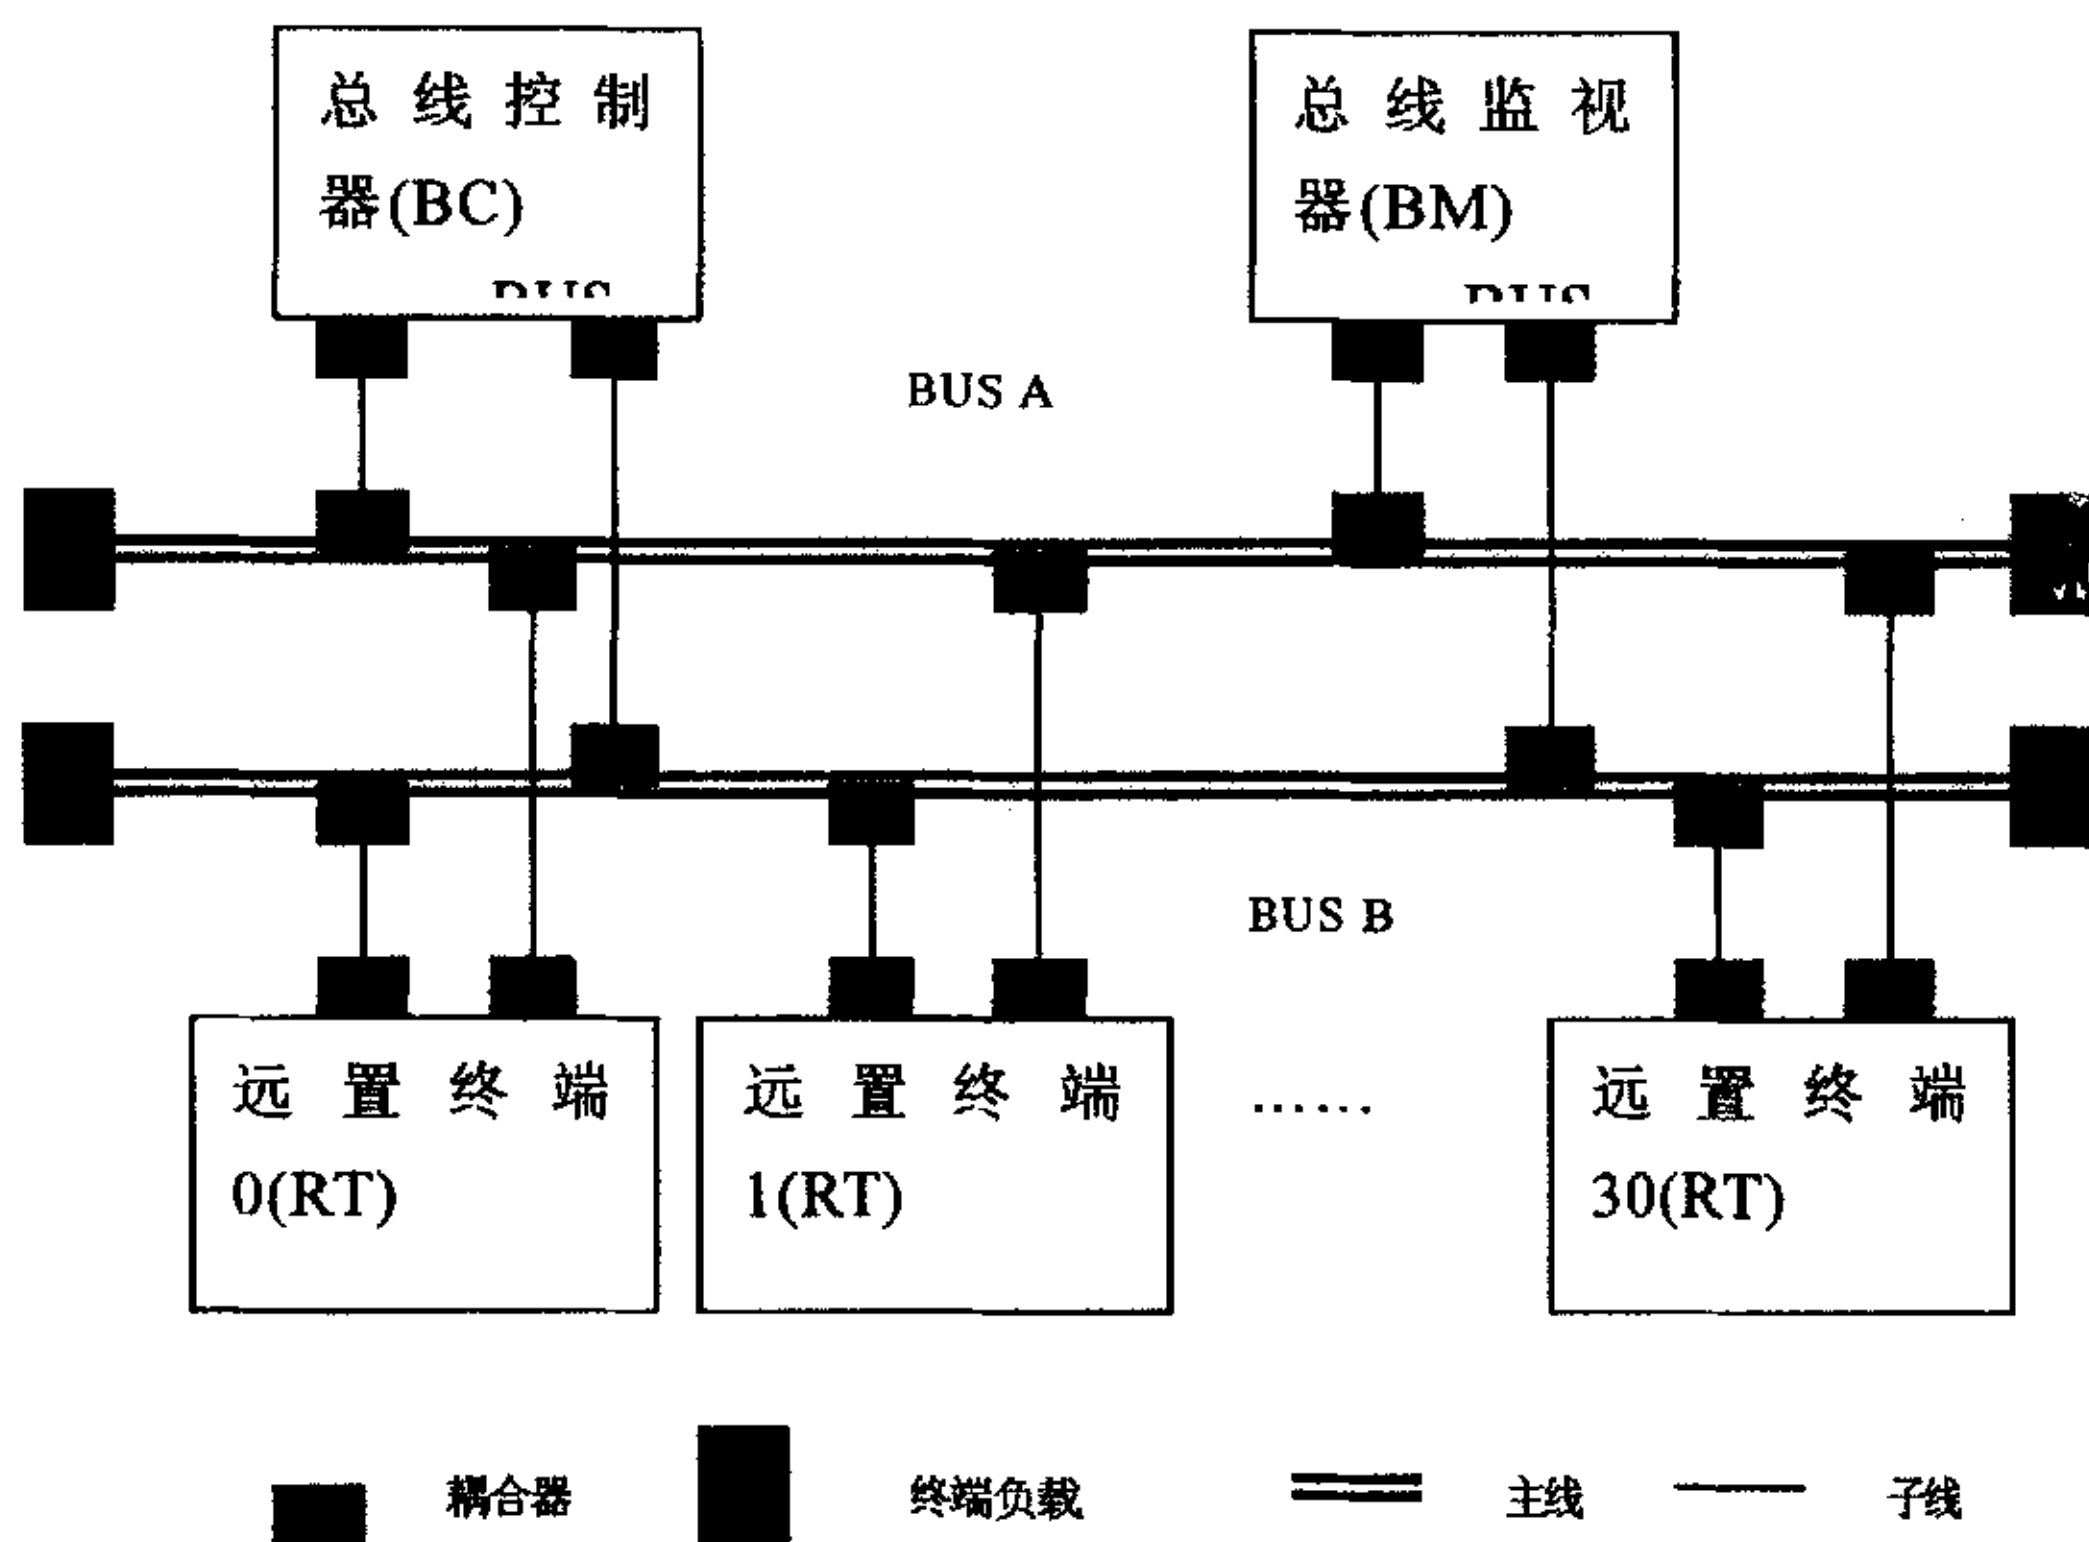 总线控制
器(BC)
总线监视
器(BM)
BUS A
BUS B
远置终端
0(RT)
远置终端
1(RT)
……
远置终端
30(RT)
耦合器
终端负载
主线
子线